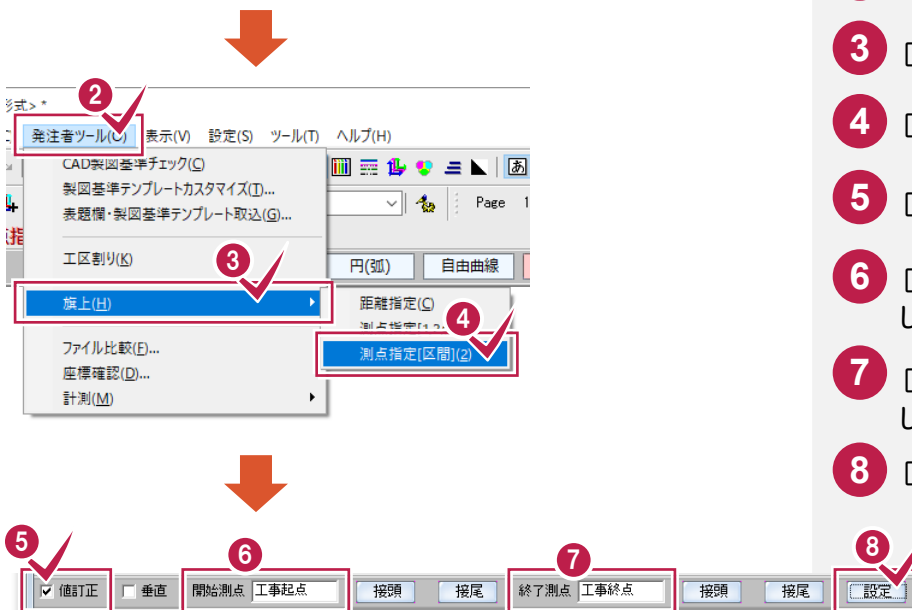 形式> *
2
発注者ツール(O) 表示(V) 設定(S) ツール(T) ヘルプ(H)
CAD製図基準チェック(C)
製図基準テンプレートカスタマイズ(T)...
表題欄・製図基準テンプレート取込(G)...
工区割り(K)
旗上(H)
ファイル比較(F)...
座標確認(D)...
計測(M)
あ
Page 1
円(弧) 自由曲線
3
距離指定(C)
4
測点指定[区間](2)
5
☑ 値訂正 □ 垂直
6
開始測点 工事起点 接頭 接尾
7
終了測点 工事終点 接頭 接尾
8
設定
3 [
4 [
5 [
6 [
し
7 [
し
8 [